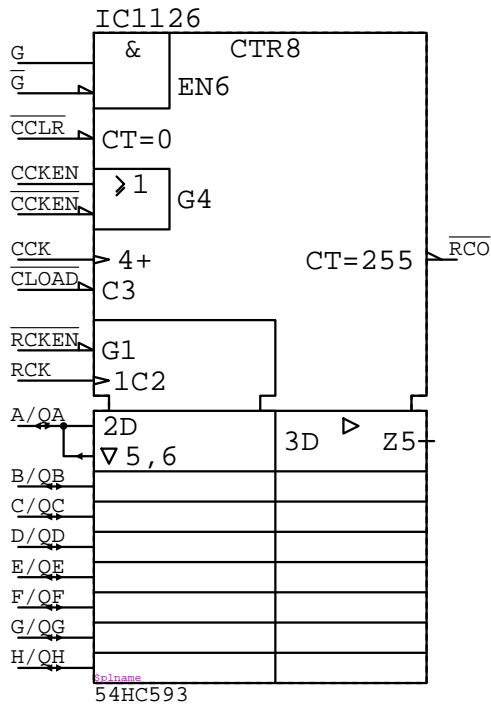 IC1126
G
&
CTR8
G
EN6
CCLR
CT=0
CCKEN
≥1
G4
CCKEN
CCK
4+
CT=255
RCO
CLOAD
C3
RCKEN
G1
RCK
1C2
A/QA
2D
3D
▷
Z5
▽ 5,6
B/QB
C/QC
D/QD
E/QE
F/QF
G/QG
H/QH
Splname
54HC593